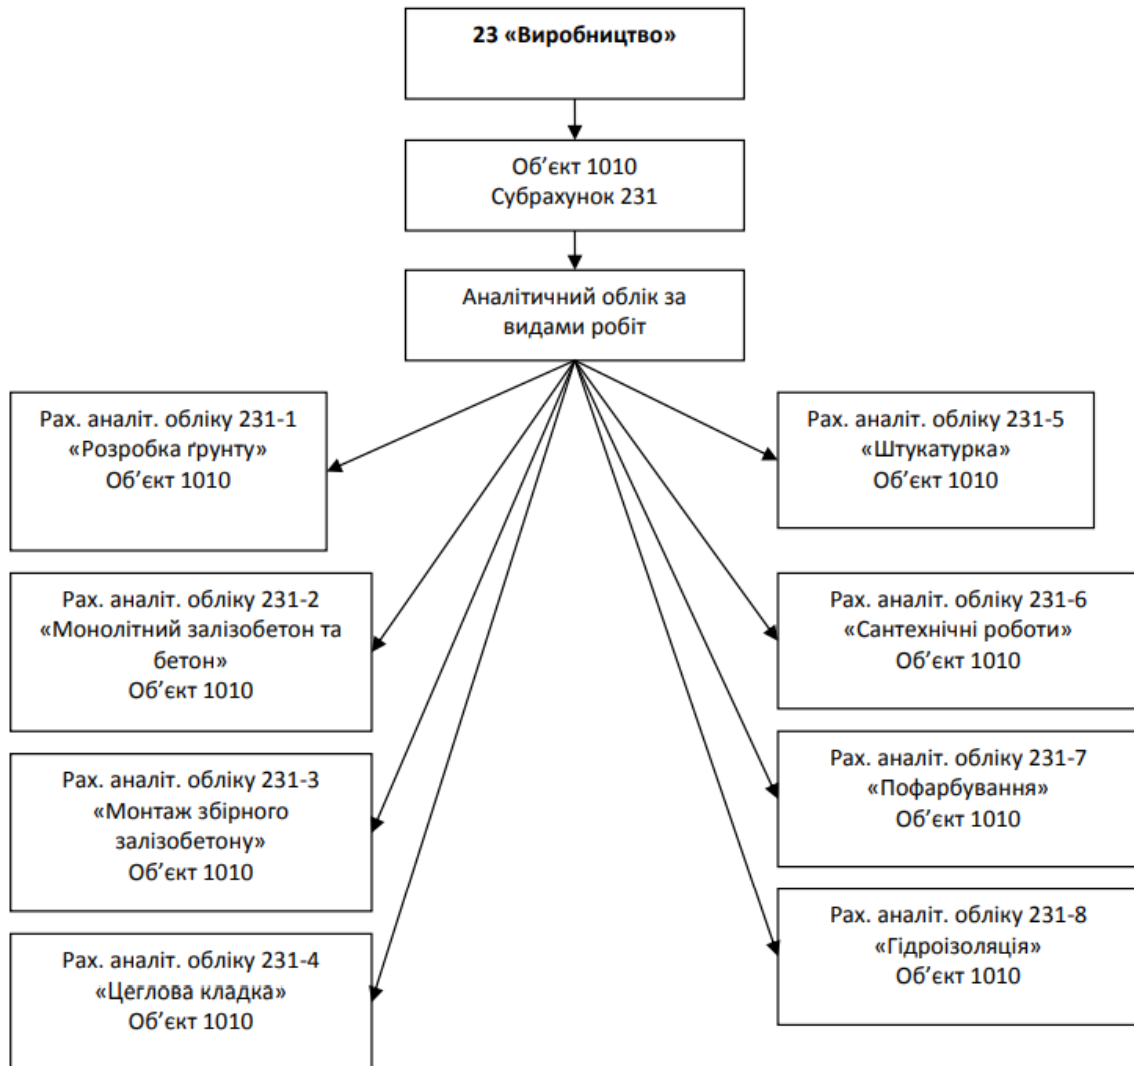 23 «Виробництво»
Об’єкт 1010
Субрахунок 231
Аналітичний облік за
видами робіт
Рах. аналіт. обліку 231-1
«Розробка ґрунту»
Об’єкт 1010
Рах. аналіт. обліку 231-2
«Монолітний залізобетон та
бетон»
Об’єкт 1010
Рах. аналіт. обліку 231-3
«Монтаж збірного
залізобетону»
Об’єкт 1010
Рах. аналіт. обліку 231-4
«Цеглова кладка»
Об’єкт 1010
Рах. аналіт. обліку 231-5
«Штукатурка»
Об’єкт 1010
Рах. аналіт. обліку 231-6
«Сантехнічні роботи»
Об’єкт 1010
Рах. аналіт. обліку 231-7
«Пофарбування»
Об’єкт 1010
Рах. аналіт. обліку 231-8
«Гідроізоляція»
Об’єкт 1010